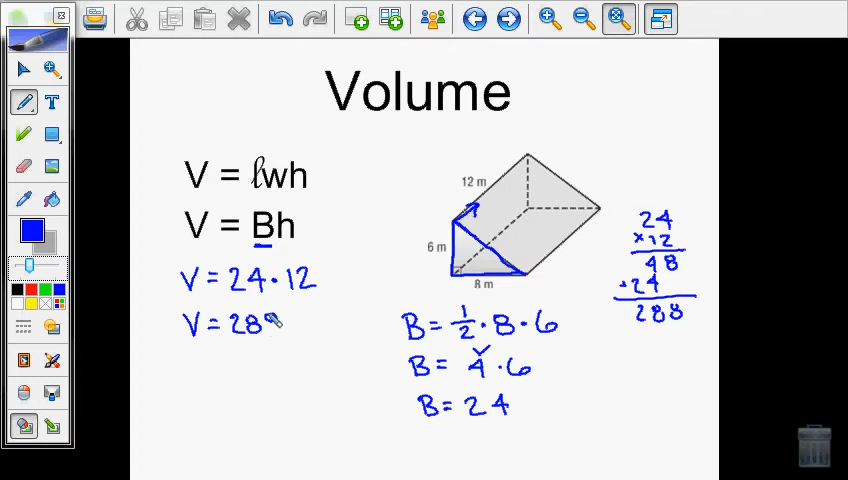 Volume
V = ℓwh
V = Bh
V = 24 · 12
V = 288
12 m
6 m
8 m
B = 1/2 · 8 · 6
B = 4 · 6
B = 24
24
×12
48
+24
288